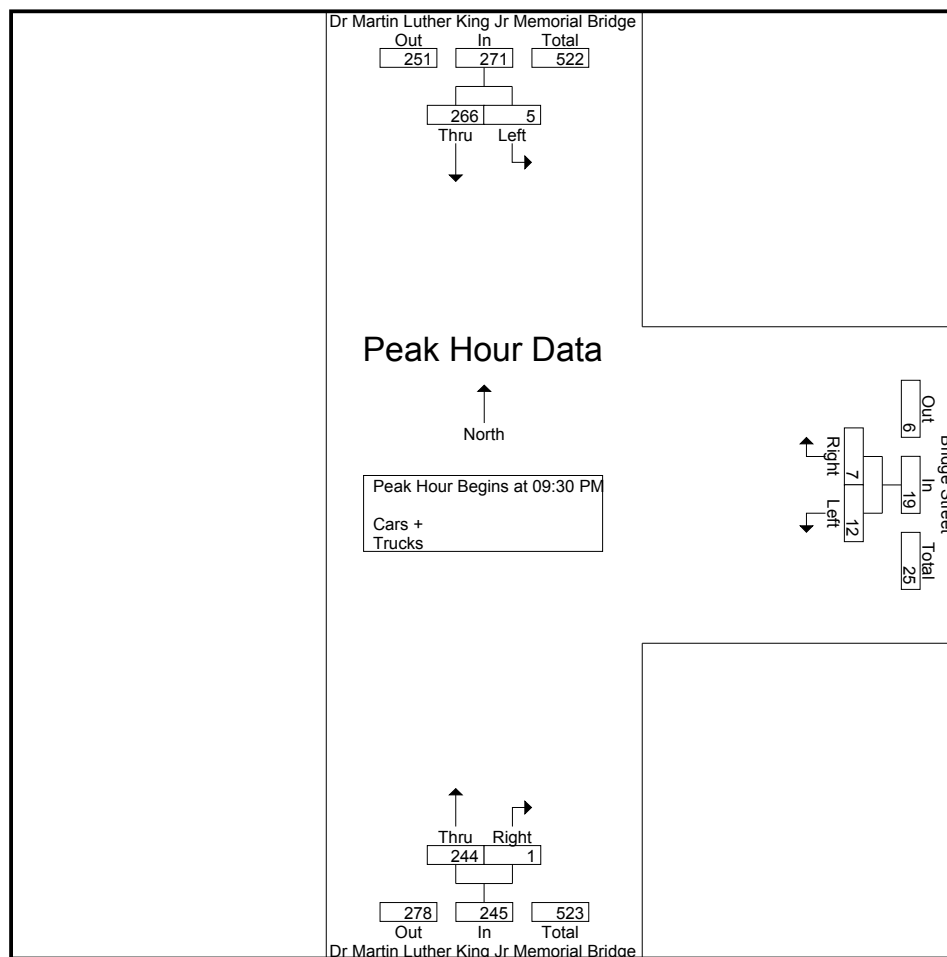 Dr Martin Luther King Jr Memorial Bridge
Out In Total
251 271 522
266 5
Thru Left
Peak Hour Data
North
Peak Hour Begins at 09:30 PM
Cars +
Trucks
Bridge Street
Out In Total
6 19 25
Right Left
7 12
Thru Right
244 1
278 245 523
Out In Total
Dr Martin Luther King Jr Memorial Bridge